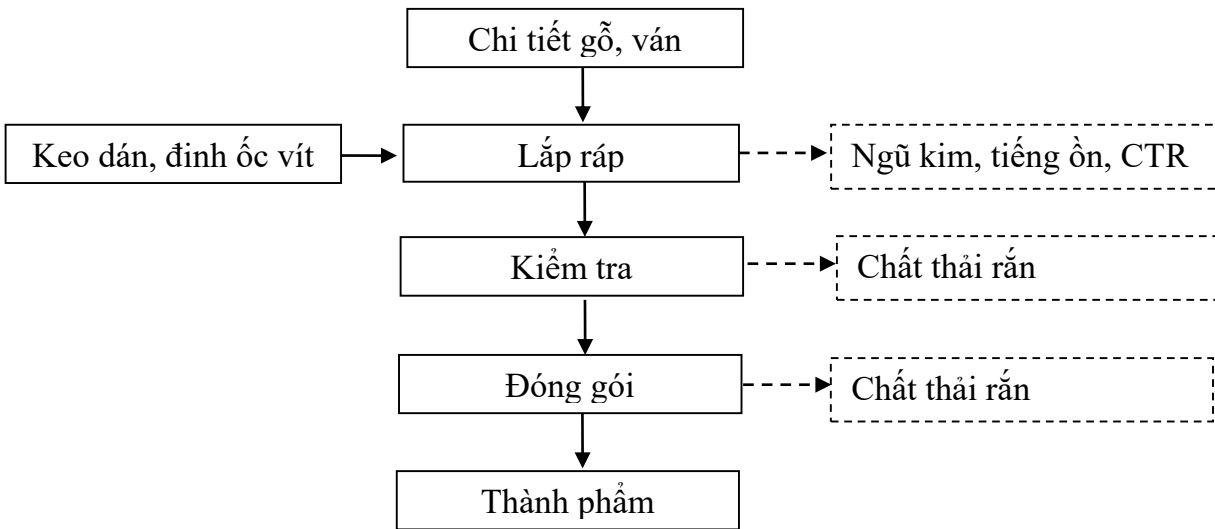 Chi tiết gỗ, ván
Keo dán, đinh ốc vít
Lắp ráp
Ngũ kim, tiếng ồn, CTR
Kiểm tra
Chất thải rắn
Đóng gói
Chất thải rắn
Thành phẩm